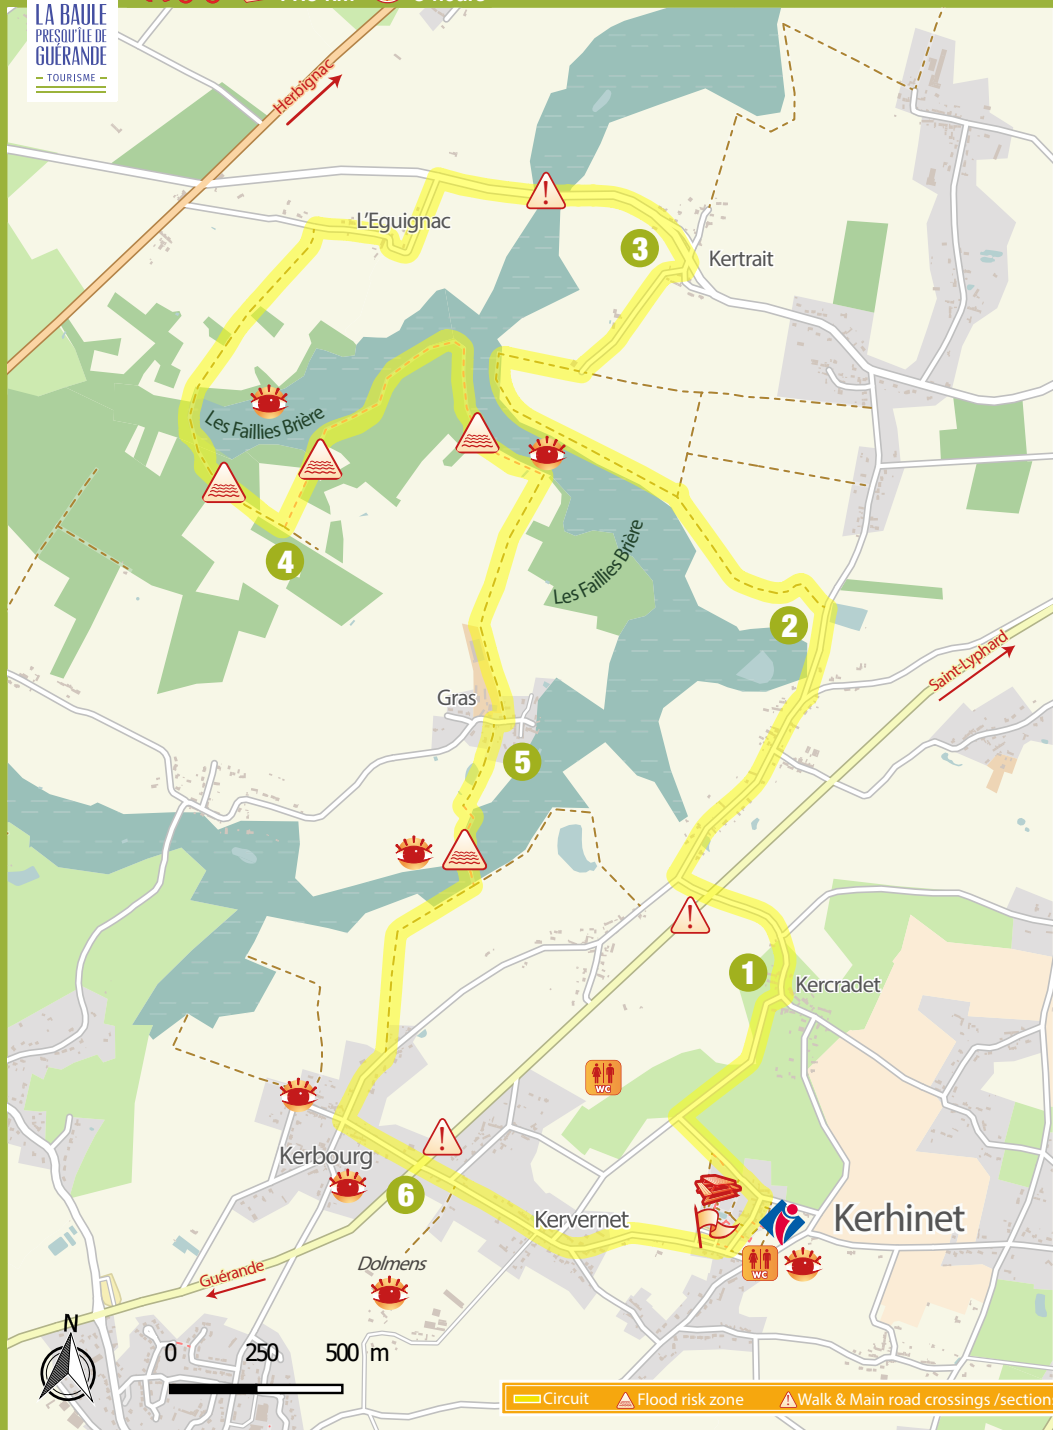 LA BAULE
PRESQU'ÎLE DE
GUÉRANDE
TOURISME
Herbignac
L'Eguignac
3
Kertrait
Les Faillies Brière
4
Les Faillies Brière
2
Saint-Lyphard
Gras
5
1
Kercradet
WC
Kerbourg
6
Kervernet
Kerhinet
WC
Dolmens
Guérande
N
0 250 500 m
Circuit Flood risk zone Walk & Main road crossings /section